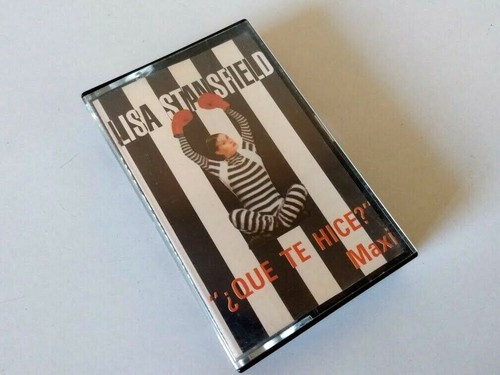 LISA STANSFIELD
"¿QUE TE HICE?"
Maxi